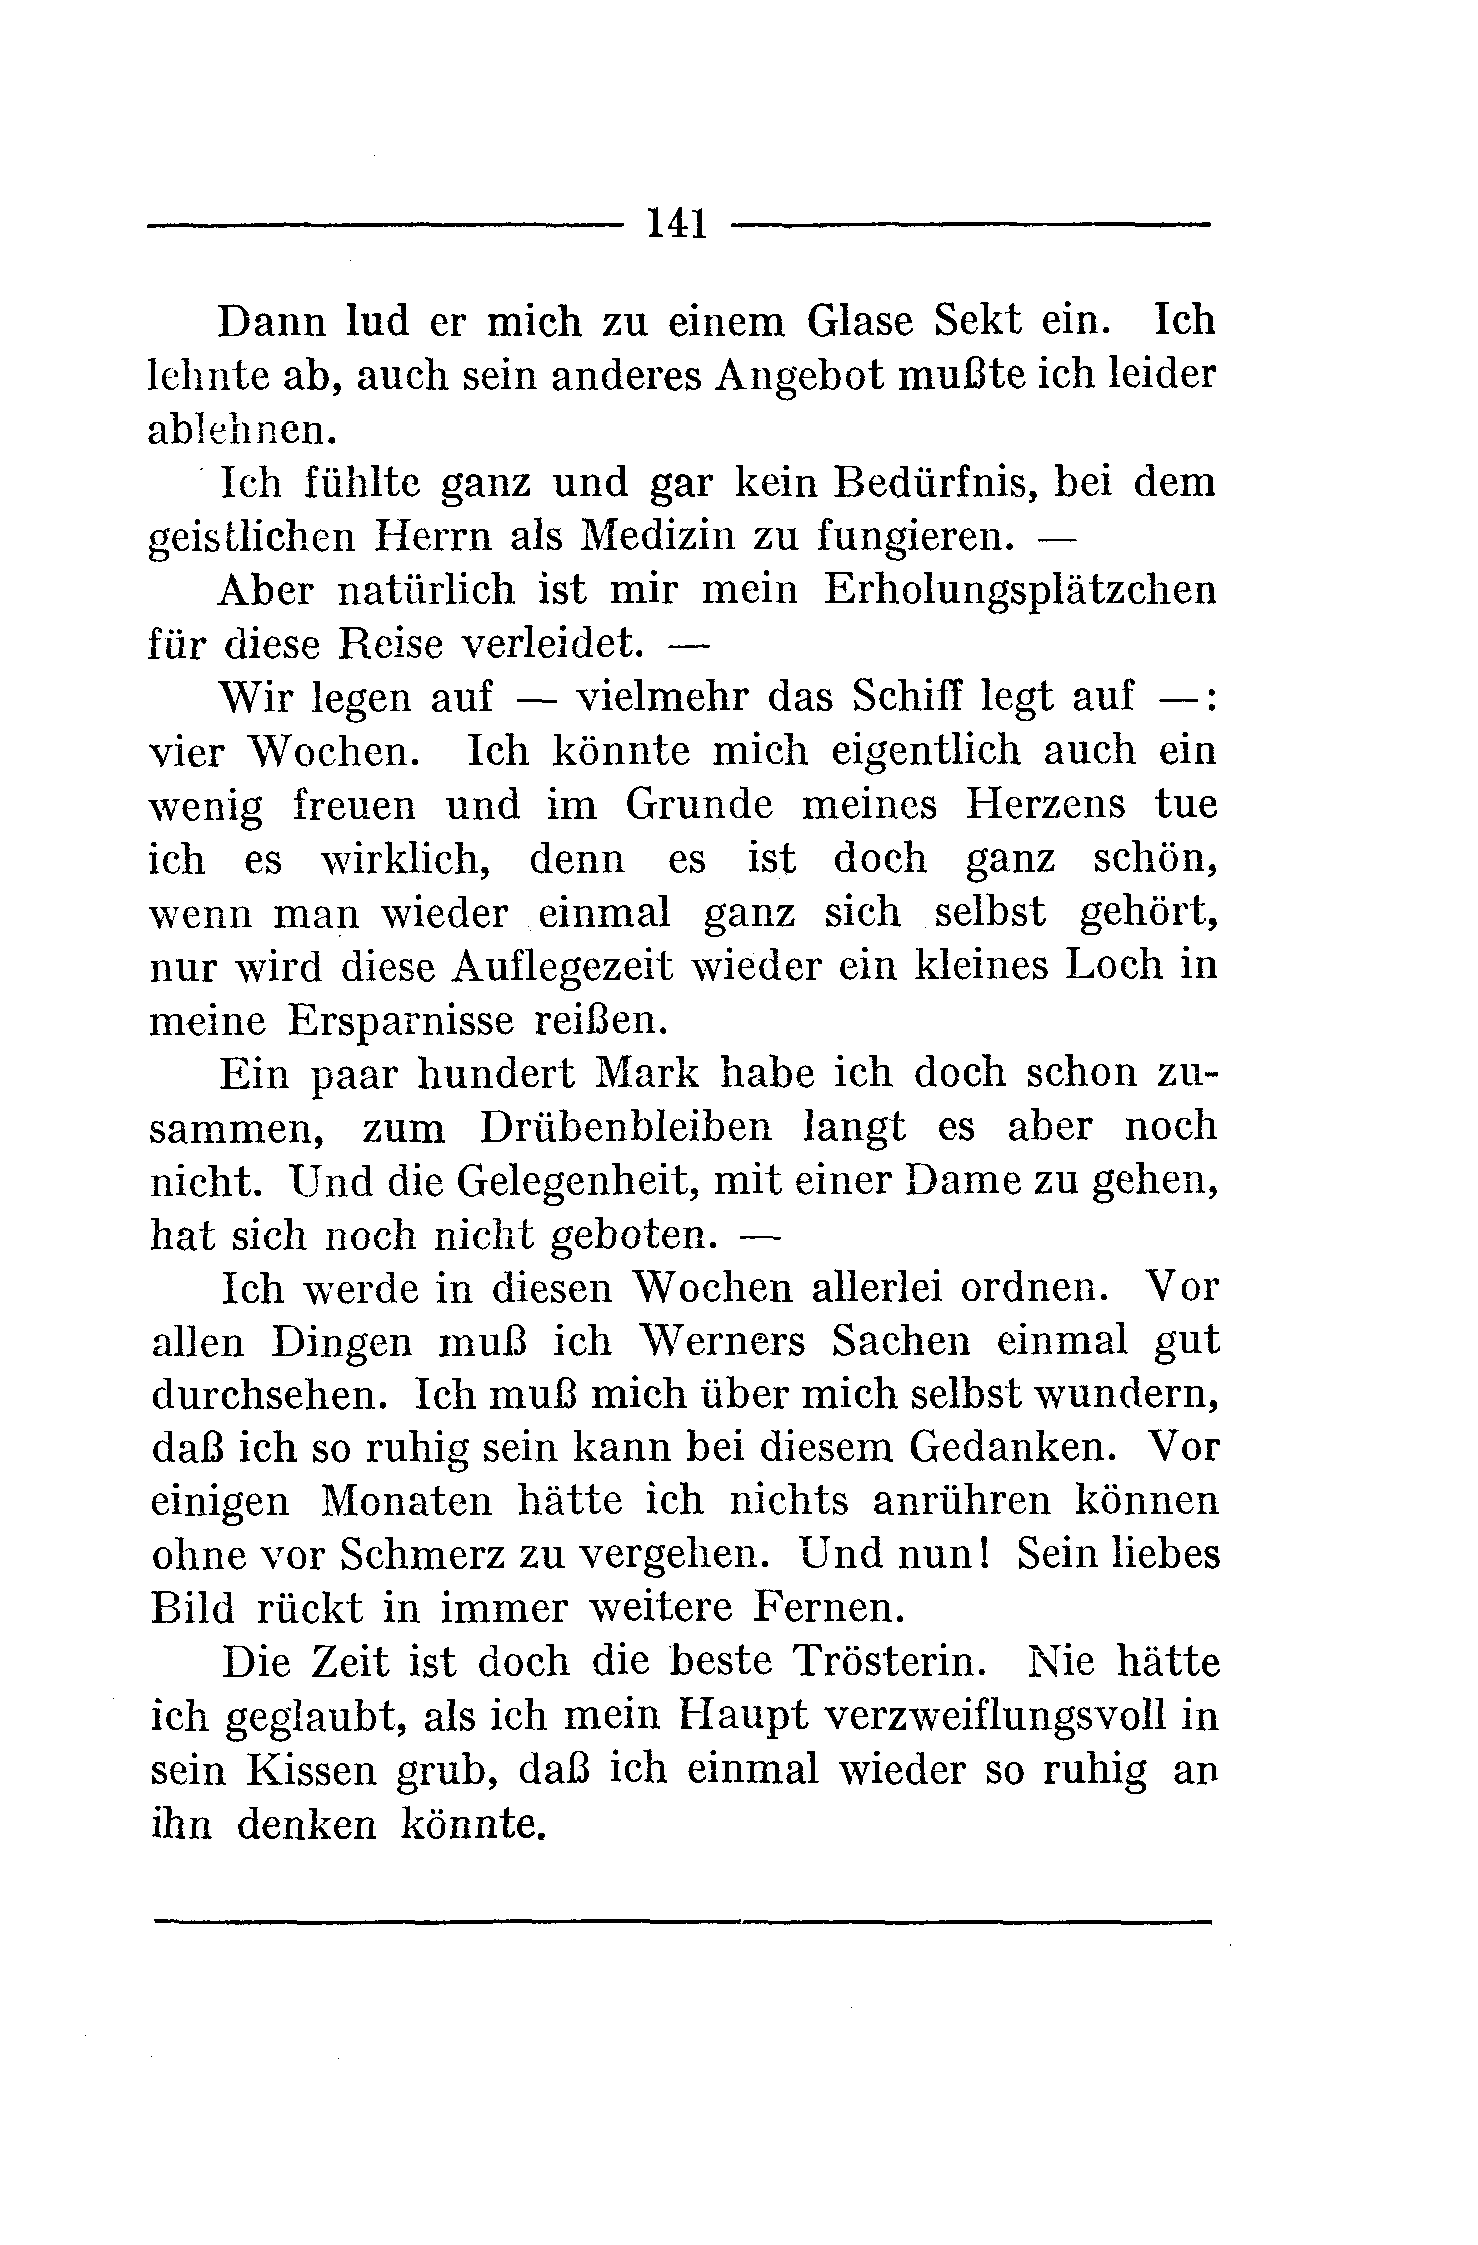 141
Dann lud er mich zu einem Glase Sekt ein. Ich
lehnte ab, auch sein anderes Angebot mußte ich leider
ablehnen.
Ich fühlte ganz und gar kein Bedürfnis, bei dem
geistlichen Herrn als Medizin zu fungieren. —
Aber natürlich ist mir mein Erholungsplätzchen
für diese Reise verleidet. —
Wir legen auf — vielmehr das Schiff legt auf —:
vier Wochen. Ich könnte mich eigentlich auch ein
wenig freuen und im Grunde meines Herzens tue
ich es wirklich, denn es ist doch ganz schön,
wenn man wieder einmal ganz sich selbst gehört,
nur wird diese Auflegezeit wieder ein kleines Loch in
meine Ersparnisse reißen.
Ein paar hundert Mark habe ich doch schon zu-
sammen, zum Drübenbleiben langt es aber noch
nicht. Und die Gelegenheit, mit einer Dame zu gehen,
hat sich noch nicht geboten. —
Ich werde in diesen Wochen allerlei ordnen. Vor
allen Dingen muß ich Werners Sachen einmal gut
durchsehen. Ich muß mich über mich selbst wundern,
daß ich so ruhig sein kann bei diesem Gedanken. Vor
einigen Monaten hätte ich nichts anrühren können
ohne vor Schmerz zu vergehen. Und nun! Sein liebes
Bild rückt in immer weitere Fernen.
Die Zeit ist doch die beste Trösterin. Nie hätte
ich geglaubt, als ich mein Haupt verzweiflungsvoll in
sein Kissen grub, daß ich einmal wieder so ruhig an
ihn denken könnte.